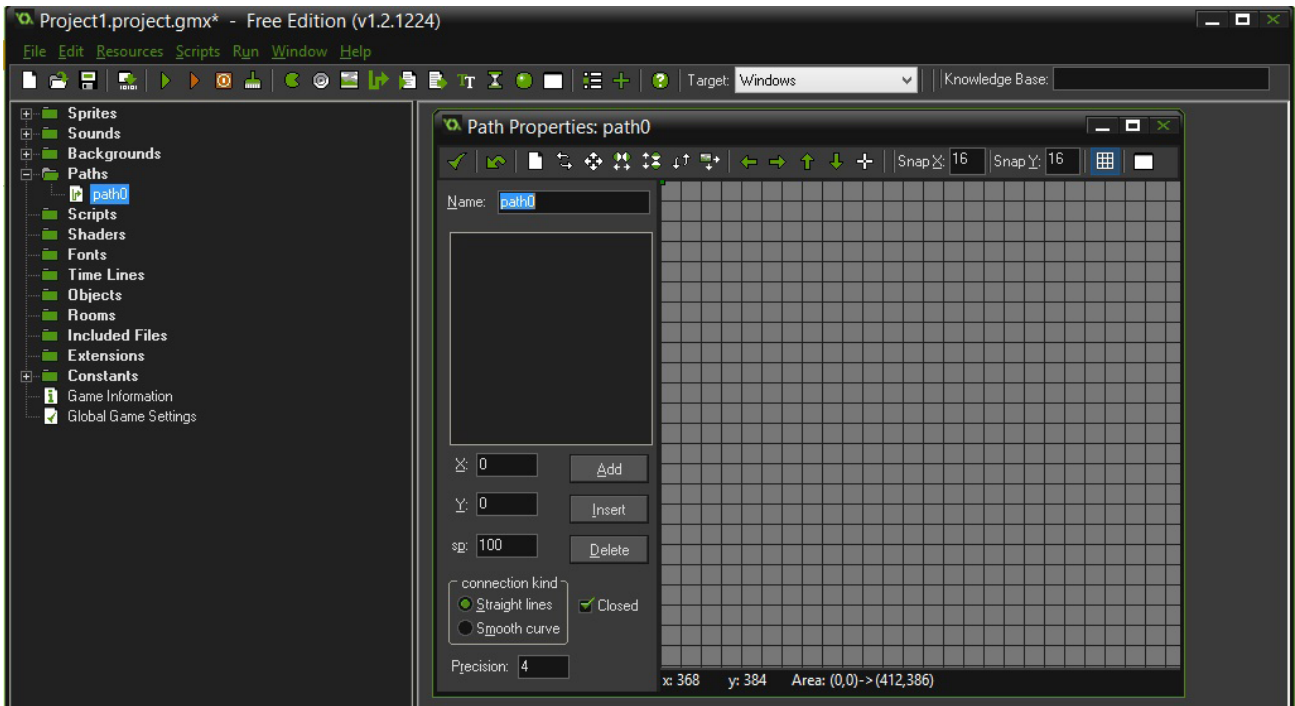 Project1.project.gmx* - Free Edition (v1.2.1224)
File Edit Resources Scripts Run Window Help
Target: Windows Knowledge Base:
Sprites
Sounds
Backgrounds
Paths
path0
Scripts
Shaders
Fonts
Time Lines
Objects
Rooms
Included Files
Extensions
Constants
Game Information
Global Game Settings
Path Properties: path0
Snap X: 16 Snap Y: 16
Name: path0
X: 0 Add
Y: 0 Insert
sp: 100 Delete
connection kind
Straight lines Closed
Smooth curve
Precision: 4
x: 368 y: 384 Area: (0,0)->(412,386)